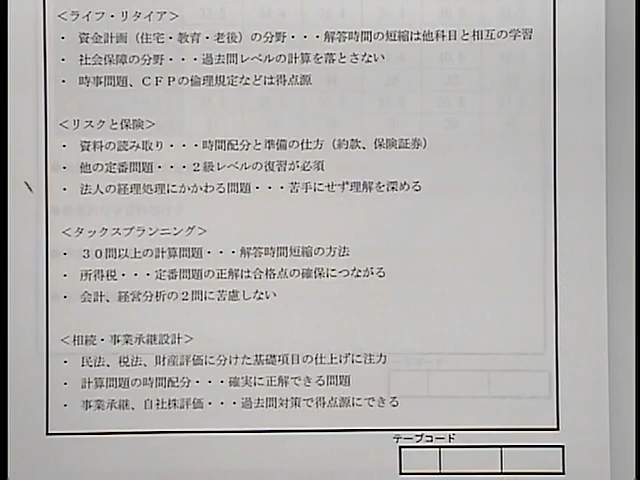 ＜ライフ・リタイア＞
・ 資金計画（住宅・教育・老後）の分野・・・解答時間の短縮は他科目と相互の学習
・ 社会保障の分野・・・過去問レベルの計算を落とさない
・ 時事問題、ＣＦＰの倫理規定などは得点源
＜リスクと保険＞
・ 資料の読み取り・・・時間配分と準備の仕方（約款、保険証券）
・ 他の定番問題・・・２級レベルの復習が必須
・ 法人の経理処理にかかわる問題・・・苦手にせず理解を深める
＜タックスプランニング＞
・ ３０問以上の計算問題・・・解答時間短縮の方法
・ 所得税・・・定番問題の正解は合格点の確保につながる
・ 会計、経営分析の２問に苦慮しない
＜相続・事業承継設計＞
・ 民法、税法、財産評価に分けた基礎項目の仕上げに注力
・ 計算問題の時間配分・・・確実に正解できる問題
・ 事業承継、自社株評価・・・過去問対策で得点源にできる
テープコード